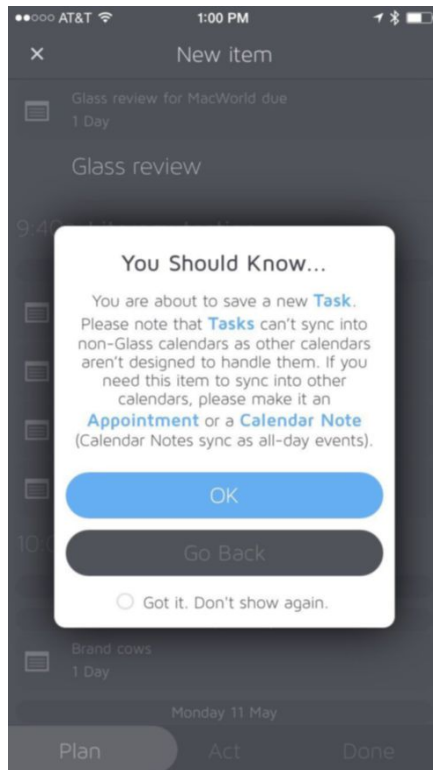 AT&T 1:00 PM
× New item
Glass review for MacWorld due
1 Day
Glass review
9:40
You Should Know...
You are about to save a new Task.
Please note that Tasks can't sync into
non-Glass calendars as other calendars
aren't designed to handle them. If you
need this item to sync into other
calendars, please make it an
Appointment or a Calendar Note
(Calendar Notes sync as all-day events).
OK
10:0
Go Back
Got it. Don't show again.
Brand cows
1 Day
Monday 11 May
Plan Act Done